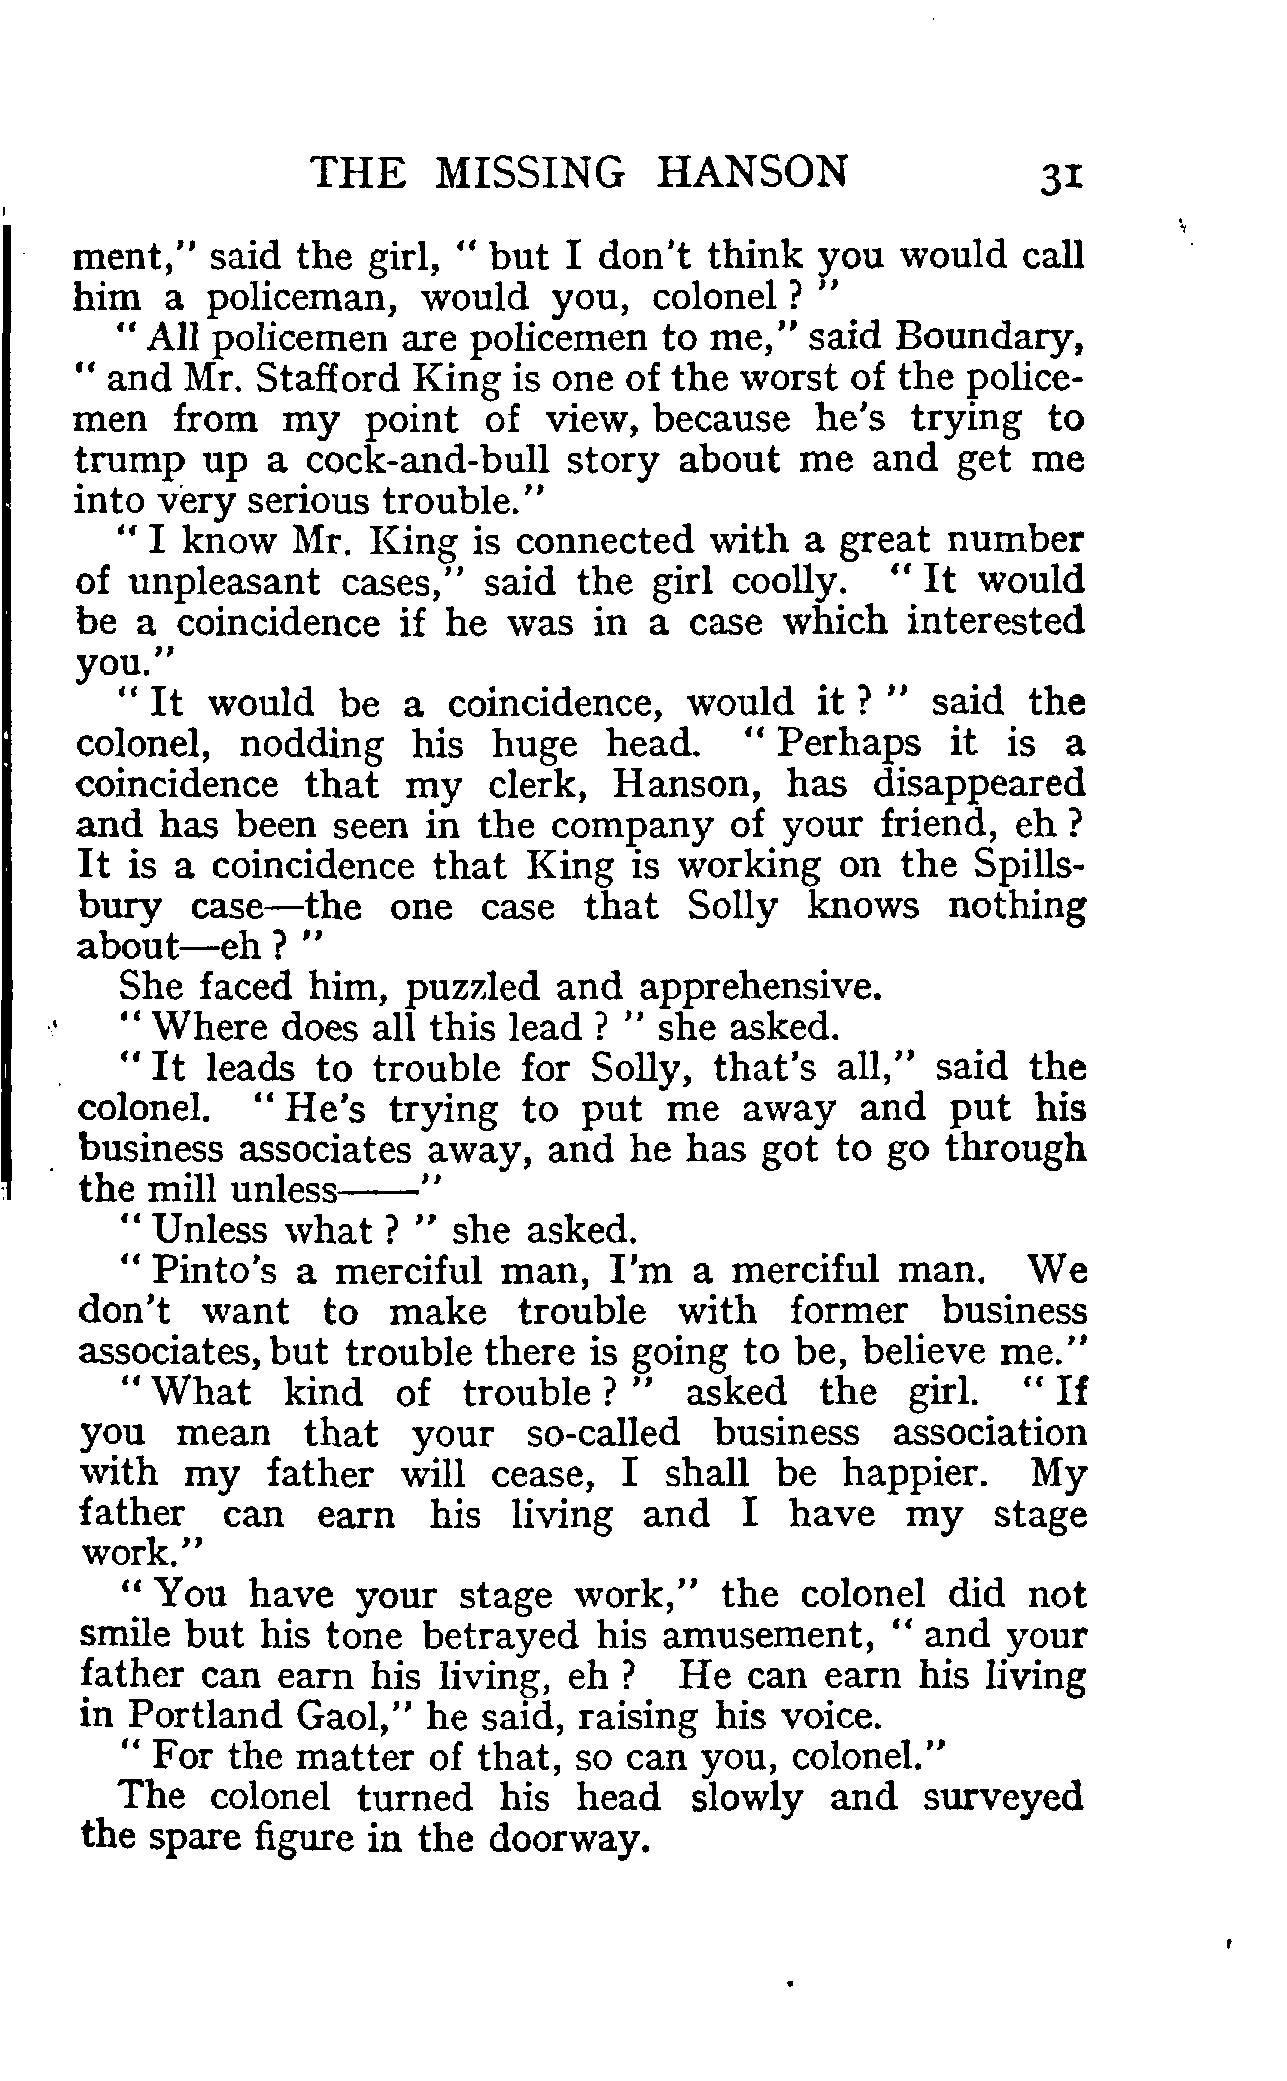 THE MISSING HANSON 31
ment," said the girl, " but I don't think you would call
him a policeman, would you, colonel ? "
" All policemen are policemen to me," said Boundary,
" and Mr. Stafford King is one of the worst of the police-
men from my point of view, because he's trying to
trump up a cock-and-bull story about me and get me
into very serious trouble."
" I know Mr. King is connected with a great number
of unpleasant cases," said the girl coolly. " It would
be a coincidence if he was in a case which interested
you."
" It would be a coincidence, would it ? " said the
colonel, nodding his huge head. " Perhaps it is a
coincidence that my clerk, Hanson, has disappeared
and has been seen in the company of your friend, eh ?
It is a coincidence that King is working on the Spills-
bury case—the one case that Solly knows nothing
about—eh ? "
She faced him, puzzled and apprehensive.
" Where does all this lead ? " she asked.
" It leads to trouble for Solly, that's all," said the
colonel. " He's trying to put me away and put his
business associates away, and he has got to go through
the mill unless——"
" Unless what ? " she asked.
" Pinto's a merciful man, I'm a merciful man. We
don't want to make trouble with former business
associates, but trouble there is going to be, believe me."
" What kind of trouble ? " asked the girl. " If
you mean that your so-called business association
with my father will cease, I shall be happier. My
father can earn his living and I have my stage
work."
" You have your stage work," the colonel did not
smile but his tone betrayed his amusement, " and your
father can earn his living, eh ? He can earn his living
in Portland Gaol," he said, raising his voice.
" For the matter of that, so can you, colonel."
The colonel turned his head slowly and surveyed
the spare figure in the doorway.